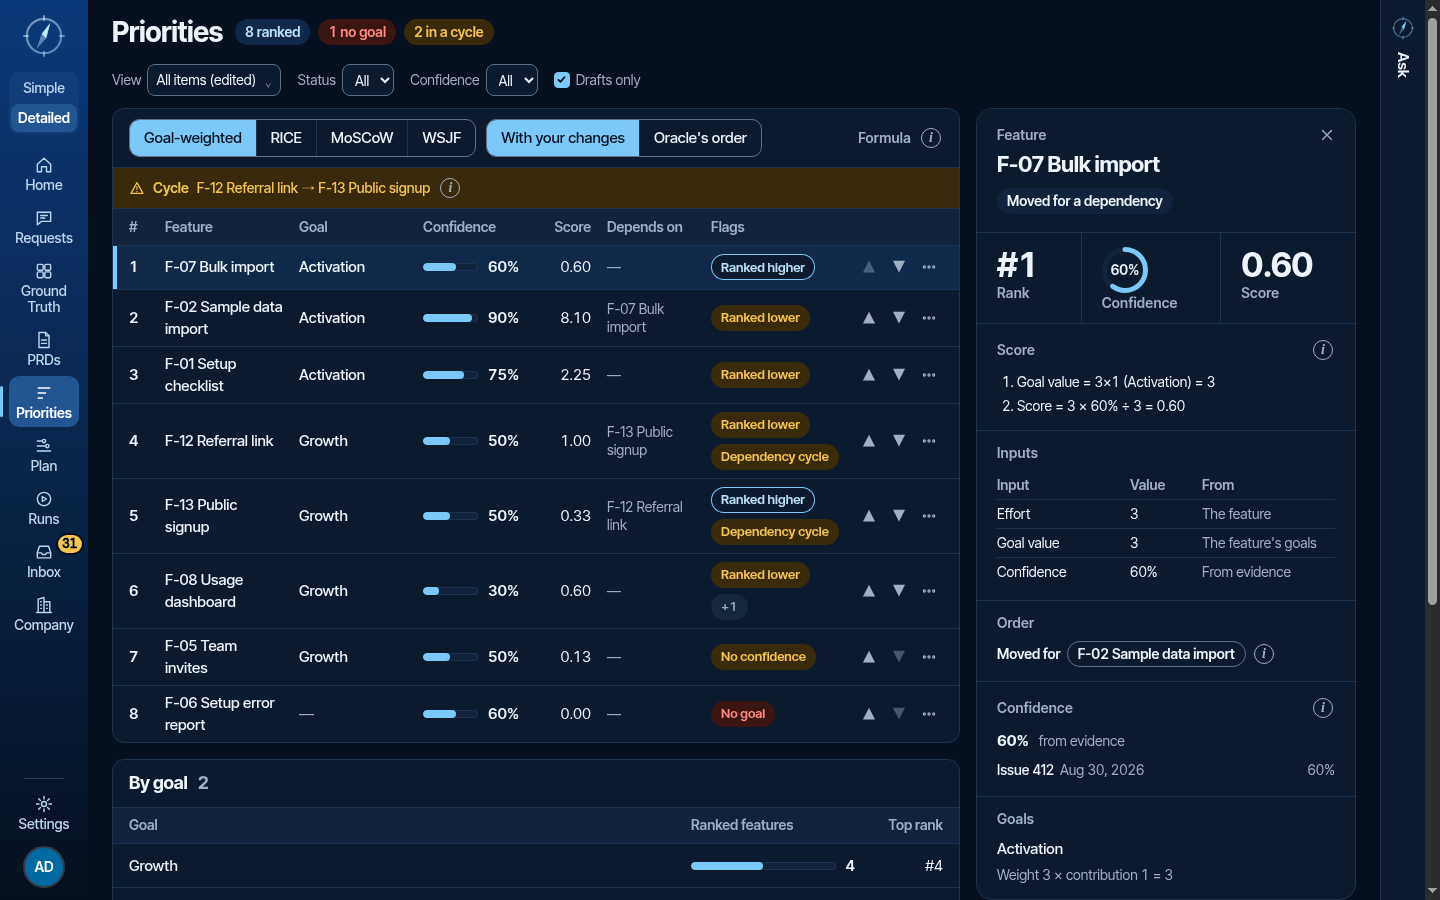 Priorities 8 ranked 1 no goal 2 in a cycle
View All items (edited) Status All Confidence All Drafts only
Simple
Detailed
Home
Requests
Ground
Truth
PRDs
Priorities
Plan
Runs
31
Inbox
Company
Settings
AD
Goal-weighted RICE MoSCoW WSJF With your changes Oracle's order Formula i
Cycle F-12 Referral link → F-13 Public signup i
# Feature Goal Confidence Score Depends on Flags
1 F-07 Bulk import Activation 60% 0.60 — Ranked higher ▲ ▼ •••
2 F-02 Sample data import Activation 90% 8.10 F-07 Bulk import Ranked lower ▲ ▼ •••
3 F-01 Setup checklist Activation 75% 2.25 — Ranked lower ▲ ▼ •••
4 F-12 Referral link Growth 50% 1.00 F-13 Public signup Ranked lower Dependency cycle ▲ ▼ •••
5 F-13 Public signup Growth 50% 0.33 F-12 Referral link Ranked higher Dependency cycle ▲ ▼ •••
6 F-08 Usage dashboard Growth 30% 0.60 — Ranked lower +1 ▲ ▼ •••
7 F-05 Team invites Growth 50% 0.13 — No confidence ▲ ▼ •••
8 F-06 Setup error report — 60% 0.00 — No goal ▲ ▼ •••
By goal 2
Goal Ranked features Top rank
Growth 4 #4
Feature
F-07 Bulk import
Moved for a dependency
#1 60% 0.60
Rank Confidence Score
Score i
1. Goal value = 3×1 (Activation) = 3
2. Score = 3 × 60% ÷ 3 = 0.60
Inputs
Input Value From
Effort 3 The feature
Goal value 3 The feature's goals
Confidence 60% From evidence
Order
Moved for F-02 Sample data import i
Confidence i
60% from evidence
Issue 412 Aug 30, 2026 60%
Goals
Activation
Weight 3 × contribution 1 = 3
Ask